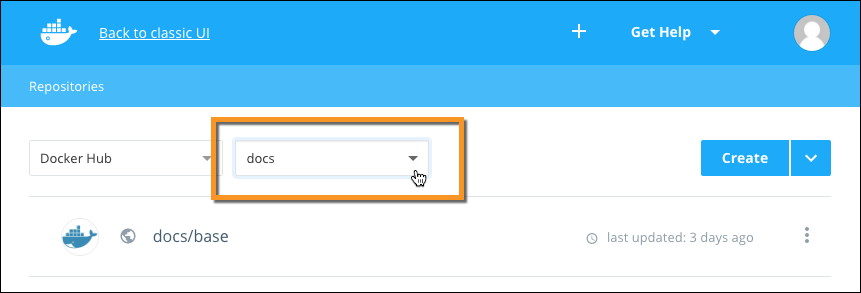 Back to classic UI
Get Help
Repositories
Docker Hub
docs
Create
docs/base
last updated: 3 days ago